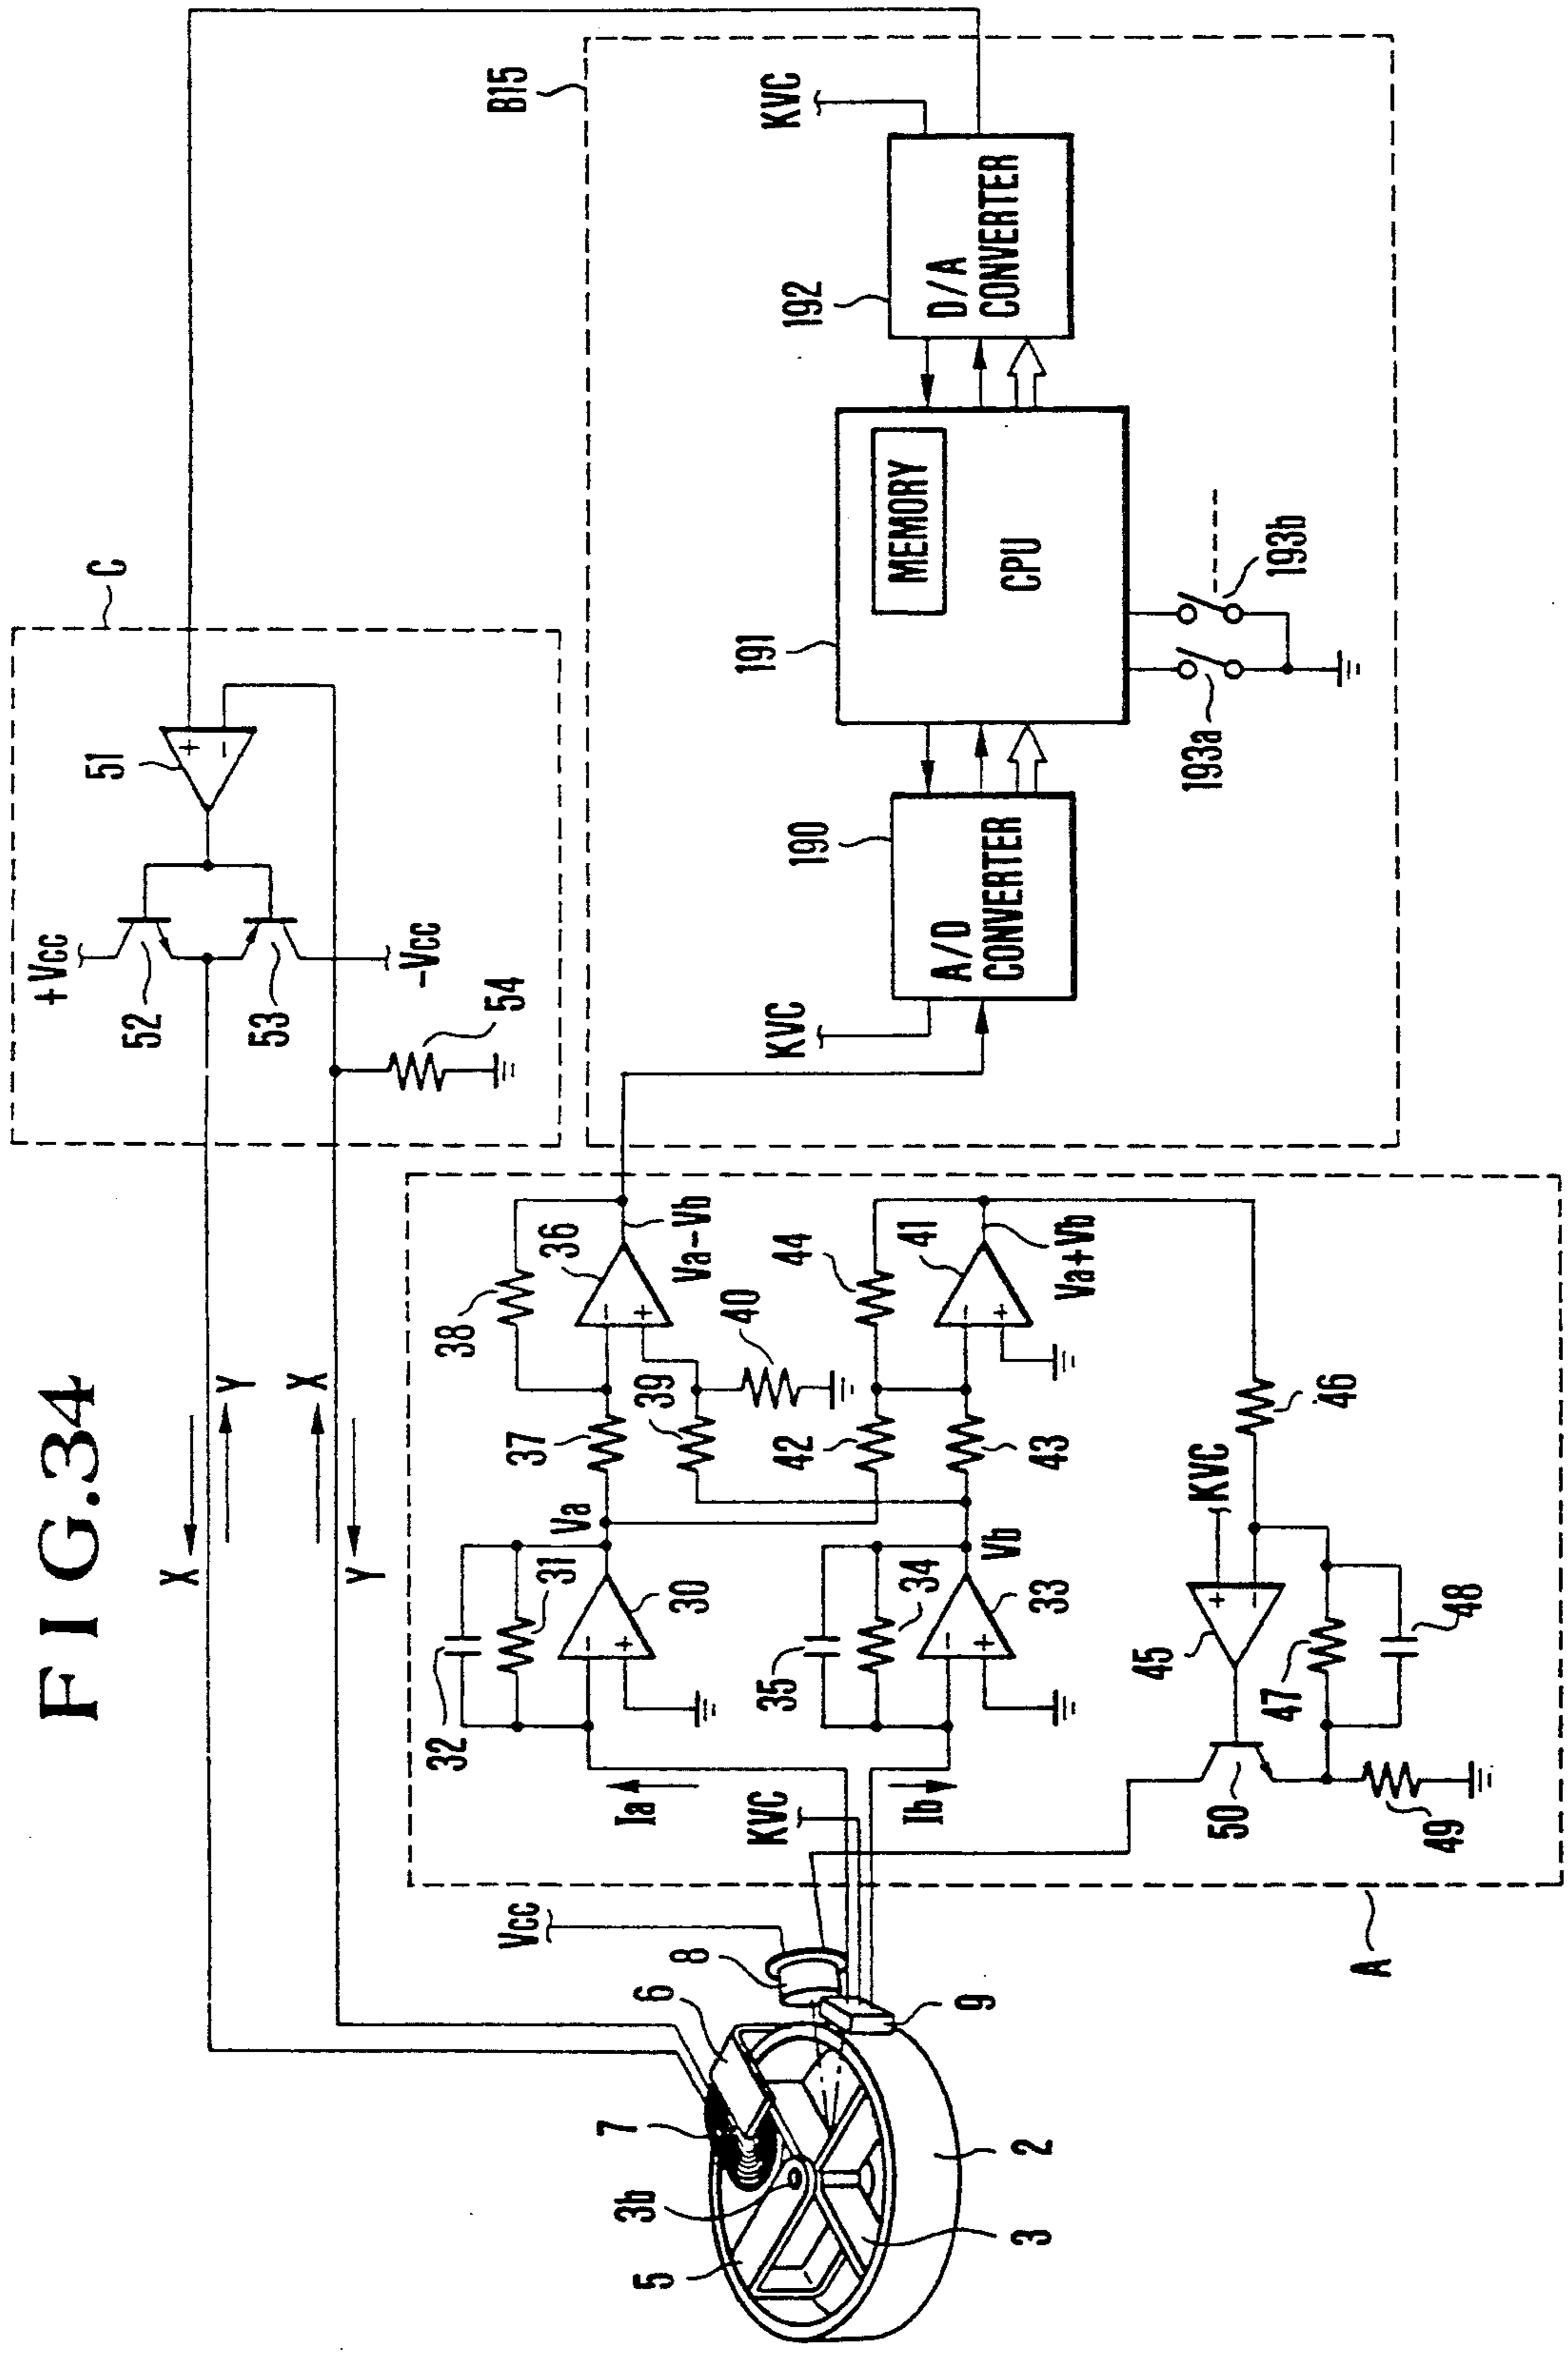 FIG.34
C
+Vcc
51
52
53
-Vcc
54
X
Y
X
Y
B15
KVC
190
A/D
CONVERTER
191
MEMORY
CPU
193a
193b
192
D/A
CONVERTER
KVC
A
32
31
30
Va
37
38
36
Va-Vb
39
40
35
34
33
Vb
42
43
44
41
Va+Vb
Ia
KVC
Ib
45
KVC
46
47
48
49
50
+
-
+
-
+
-
+
-
+
-
+
-
Vcc
8
6
7
3b
5
9
2
3